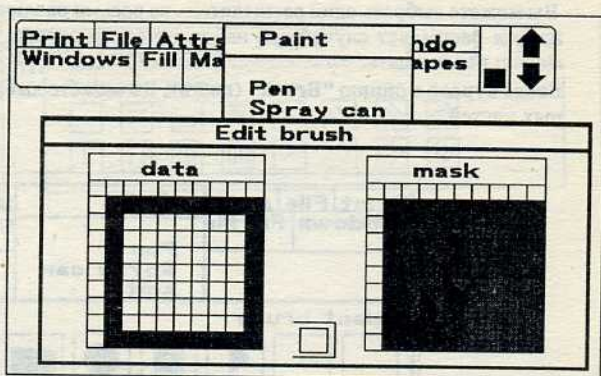 Print File Attrs Paint ndo
Windows Fill Ma apes
Pen
Spray can
Edit brush
data mask